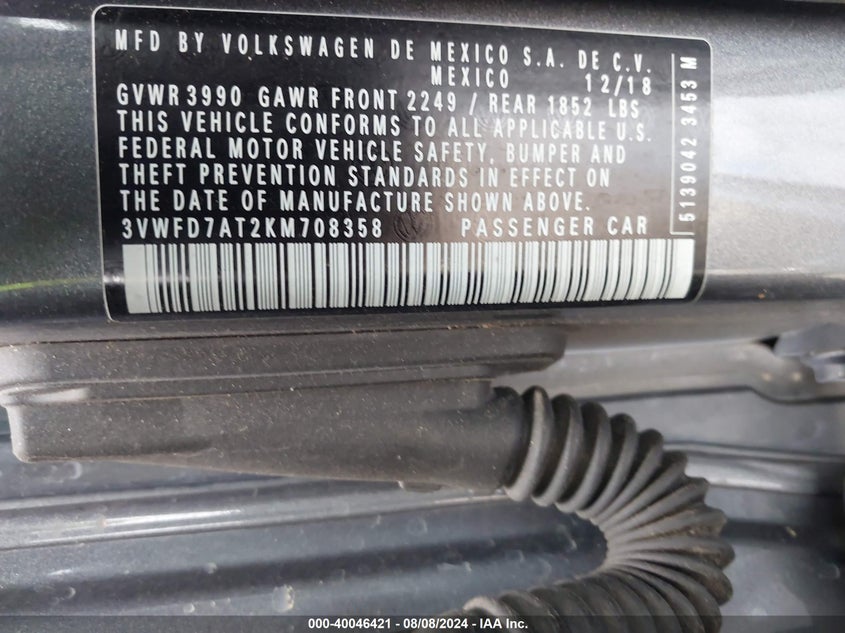 MFD BY VOLKSWAGEN DE MEXICO S.A. DE C.V.
MEXICO 12/18
GVWR 3990 GAWR FRONT 2249 / REAR 1852 LBS
THIS VEHICLE CONFORMS TO ALL APPLICABLE U.S.
FEDERAL MOTOR VEHICLE SAFETY, BUMPER AND
THEFT PREVENTION STANDARDS IN EFFECT ON
THE DATE OF MANUFACTURE SHOWN ABOVE.
3VWFD7AT2KM708358 PASSENGER CAR
5139042 3453 M
000-40046421 - 08/08/2024 - IAA Inc.